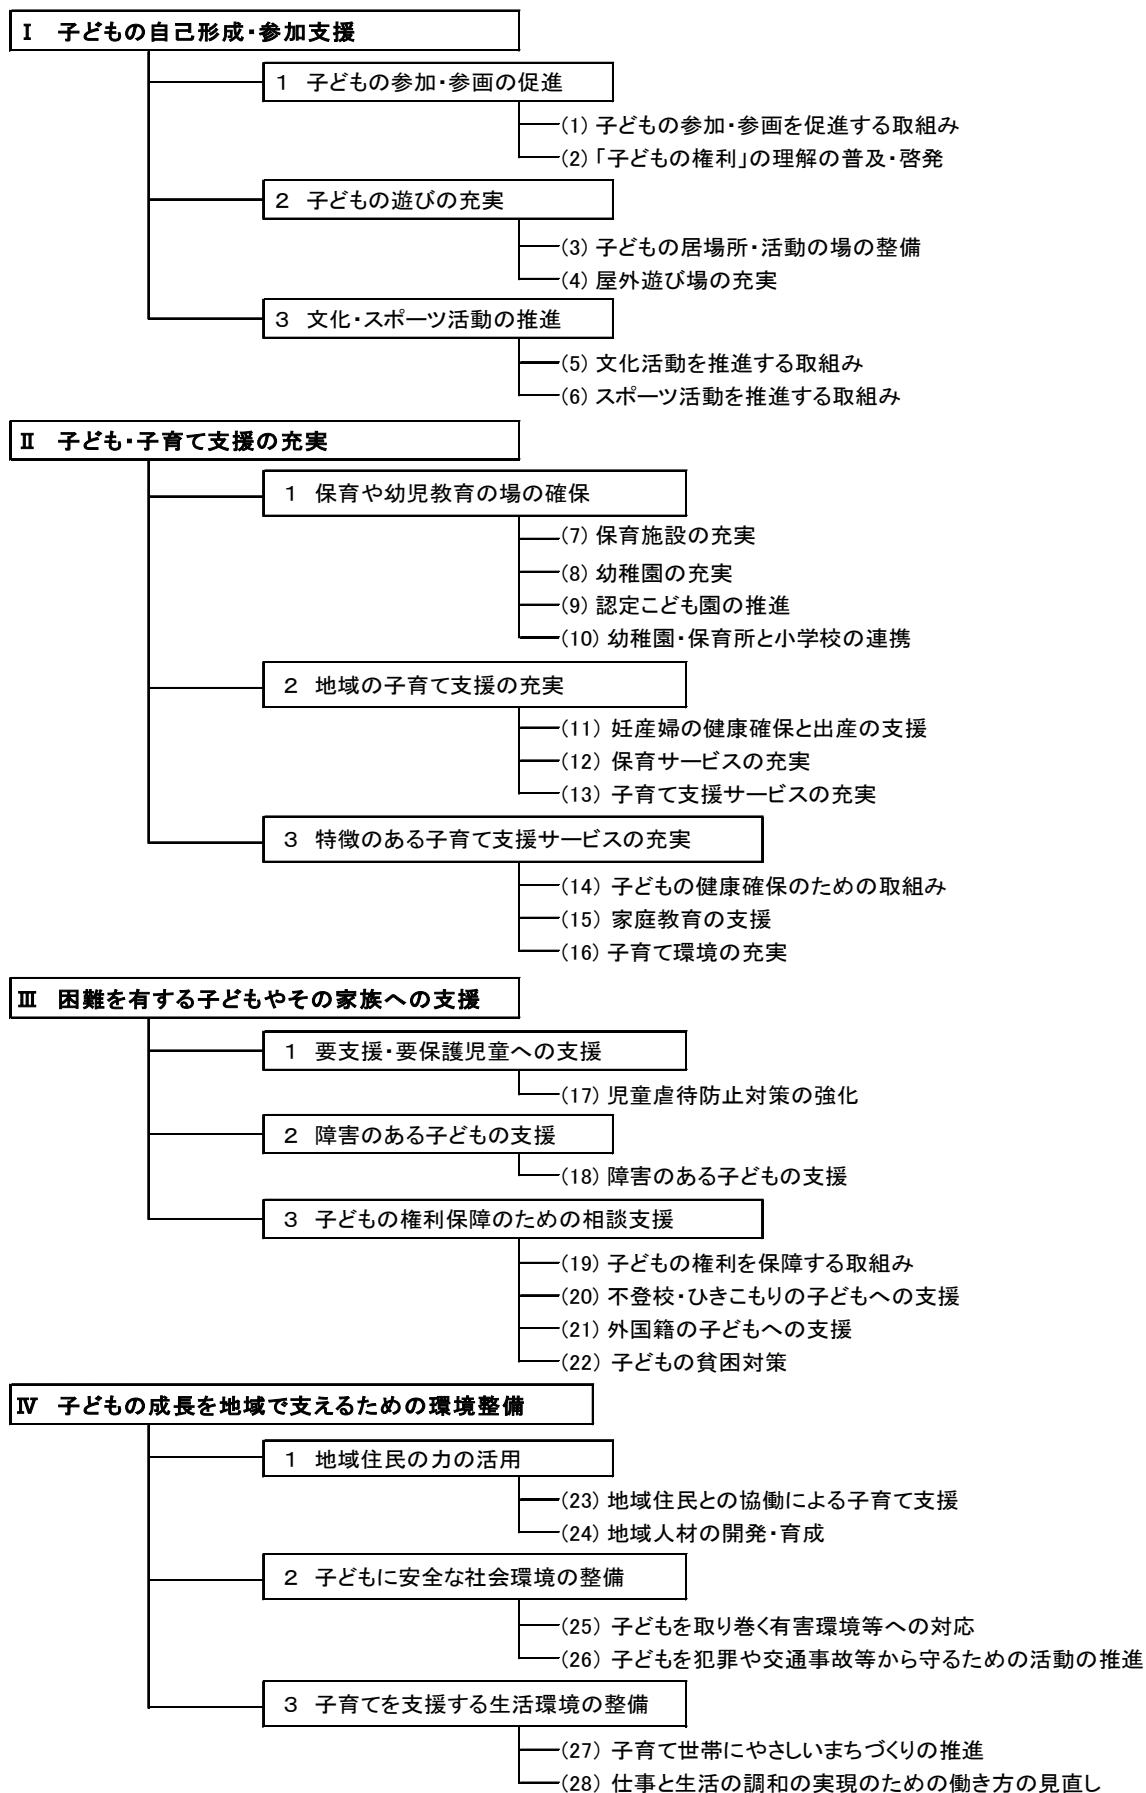 Ⅰ 子どもの自己形成・参加支援
1 子どもの参加・参画の促進
(1) 子どもの参加・参画を促進する取組み
(2) 「子どもの権利」の理解の普及・啓発
2 子どもの遊びの充実
(3) 子どもの居場所・活動の場の整備
(4) 屋外遊び場の充実
3 文化・スポーツ活動の推進
(5) 文化活動を推進する取組み
(6) スポーツ活動を推進する取組み
Ⅱ 子ども・子育て支援の充実
1 保育や幼児教育の場の確保
(7) 保育施設の充実
(8) 幼稚園の充実
(9) 認定こども園の推進
(10) 幼稚園・保育所と小学校の連携
2 地域の子育て支援の充実
(11) 妊産婦の健康確保と出産の支援
(12) 保育サービスの充実
(13) 子育て支援サービスの充実
3 特徴のある子育て支援サービスの充実
(14) 子どもの健康確保のための取組み
(15) 家庭教育の支援
(16) 子育て環境の充実
Ⅲ 困難を有する子どもやその家族への支援
1 要支援・要保護児童への支援
(17) 児童虐待防止対策の強化
2 障害のある子どもの支援
(18) 障害のある子どもの支援
3 子どもの権利保障のための相談支援
(19) 子どもの権利を保障する取組み
(20) 不登校・ひきこもりの子どもへの支援
(21) 外国籍の子どもへの支援
(22) 子どもの貧困対策
Ⅳ 子どもの成長を地域で支えるための環境整備
1 地域住民の力の活用
(23) 地域住民との協働による子育て支援
(24) 地域人材の開発・育成
2 子どもに安全な社会環境の整備
(25) 子どもを取り巻く有害環境等への対応
(26) 子どもを犯罪や交通事故等から守るための活動の推進
3 子育てを支援する生活環境の整備
(27) 子育て世帯にやさしいまちづくりの推進
(28) 仕事と生活の調和の実現のための働き方の見直し